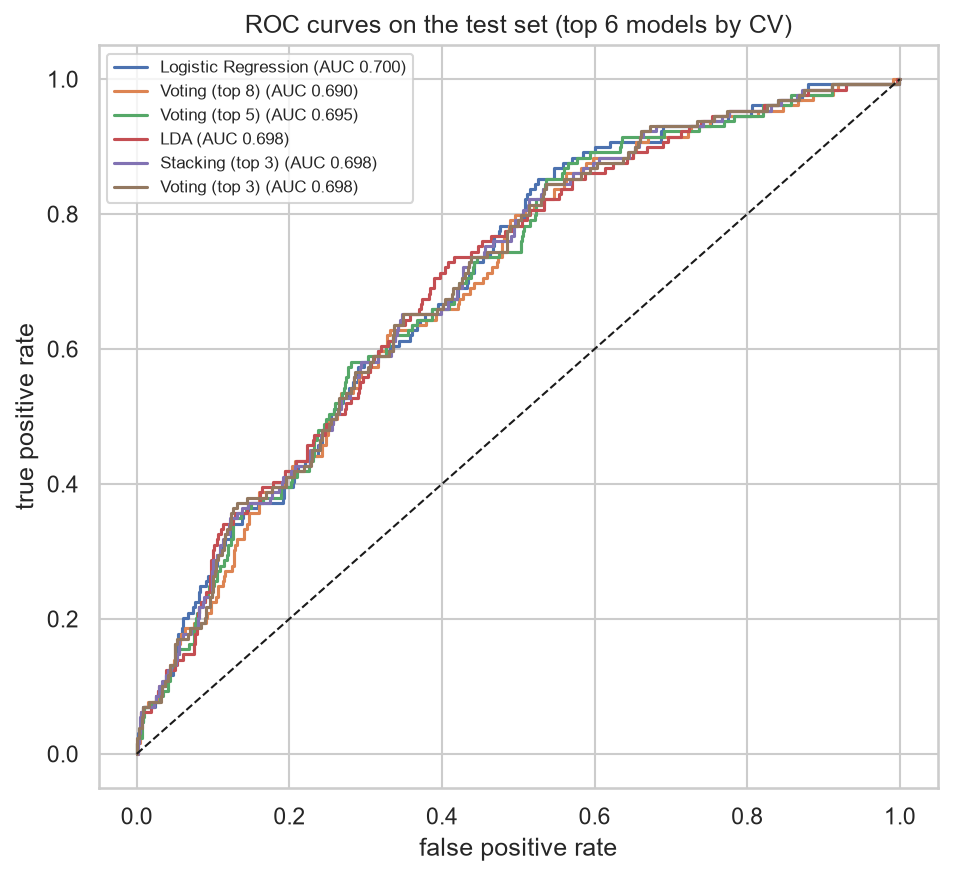 ROC curves on the test set (top 6 models by CV)
Logistic Regression (AUC 0.700)
Voting (top 8) (AUC 0.690)
Voting (top 5) (AUC 0.695)
LDA (AUC 0.698)
Stacking (top 3) (AUC 0.698)
Voting (top 3) (AUC 0.698)
1.0
0.8
0.6
0.4
0.2
0.0
true positive rate
0.0 0.2 0.4 0.6 0.8 1.0
false positive rate